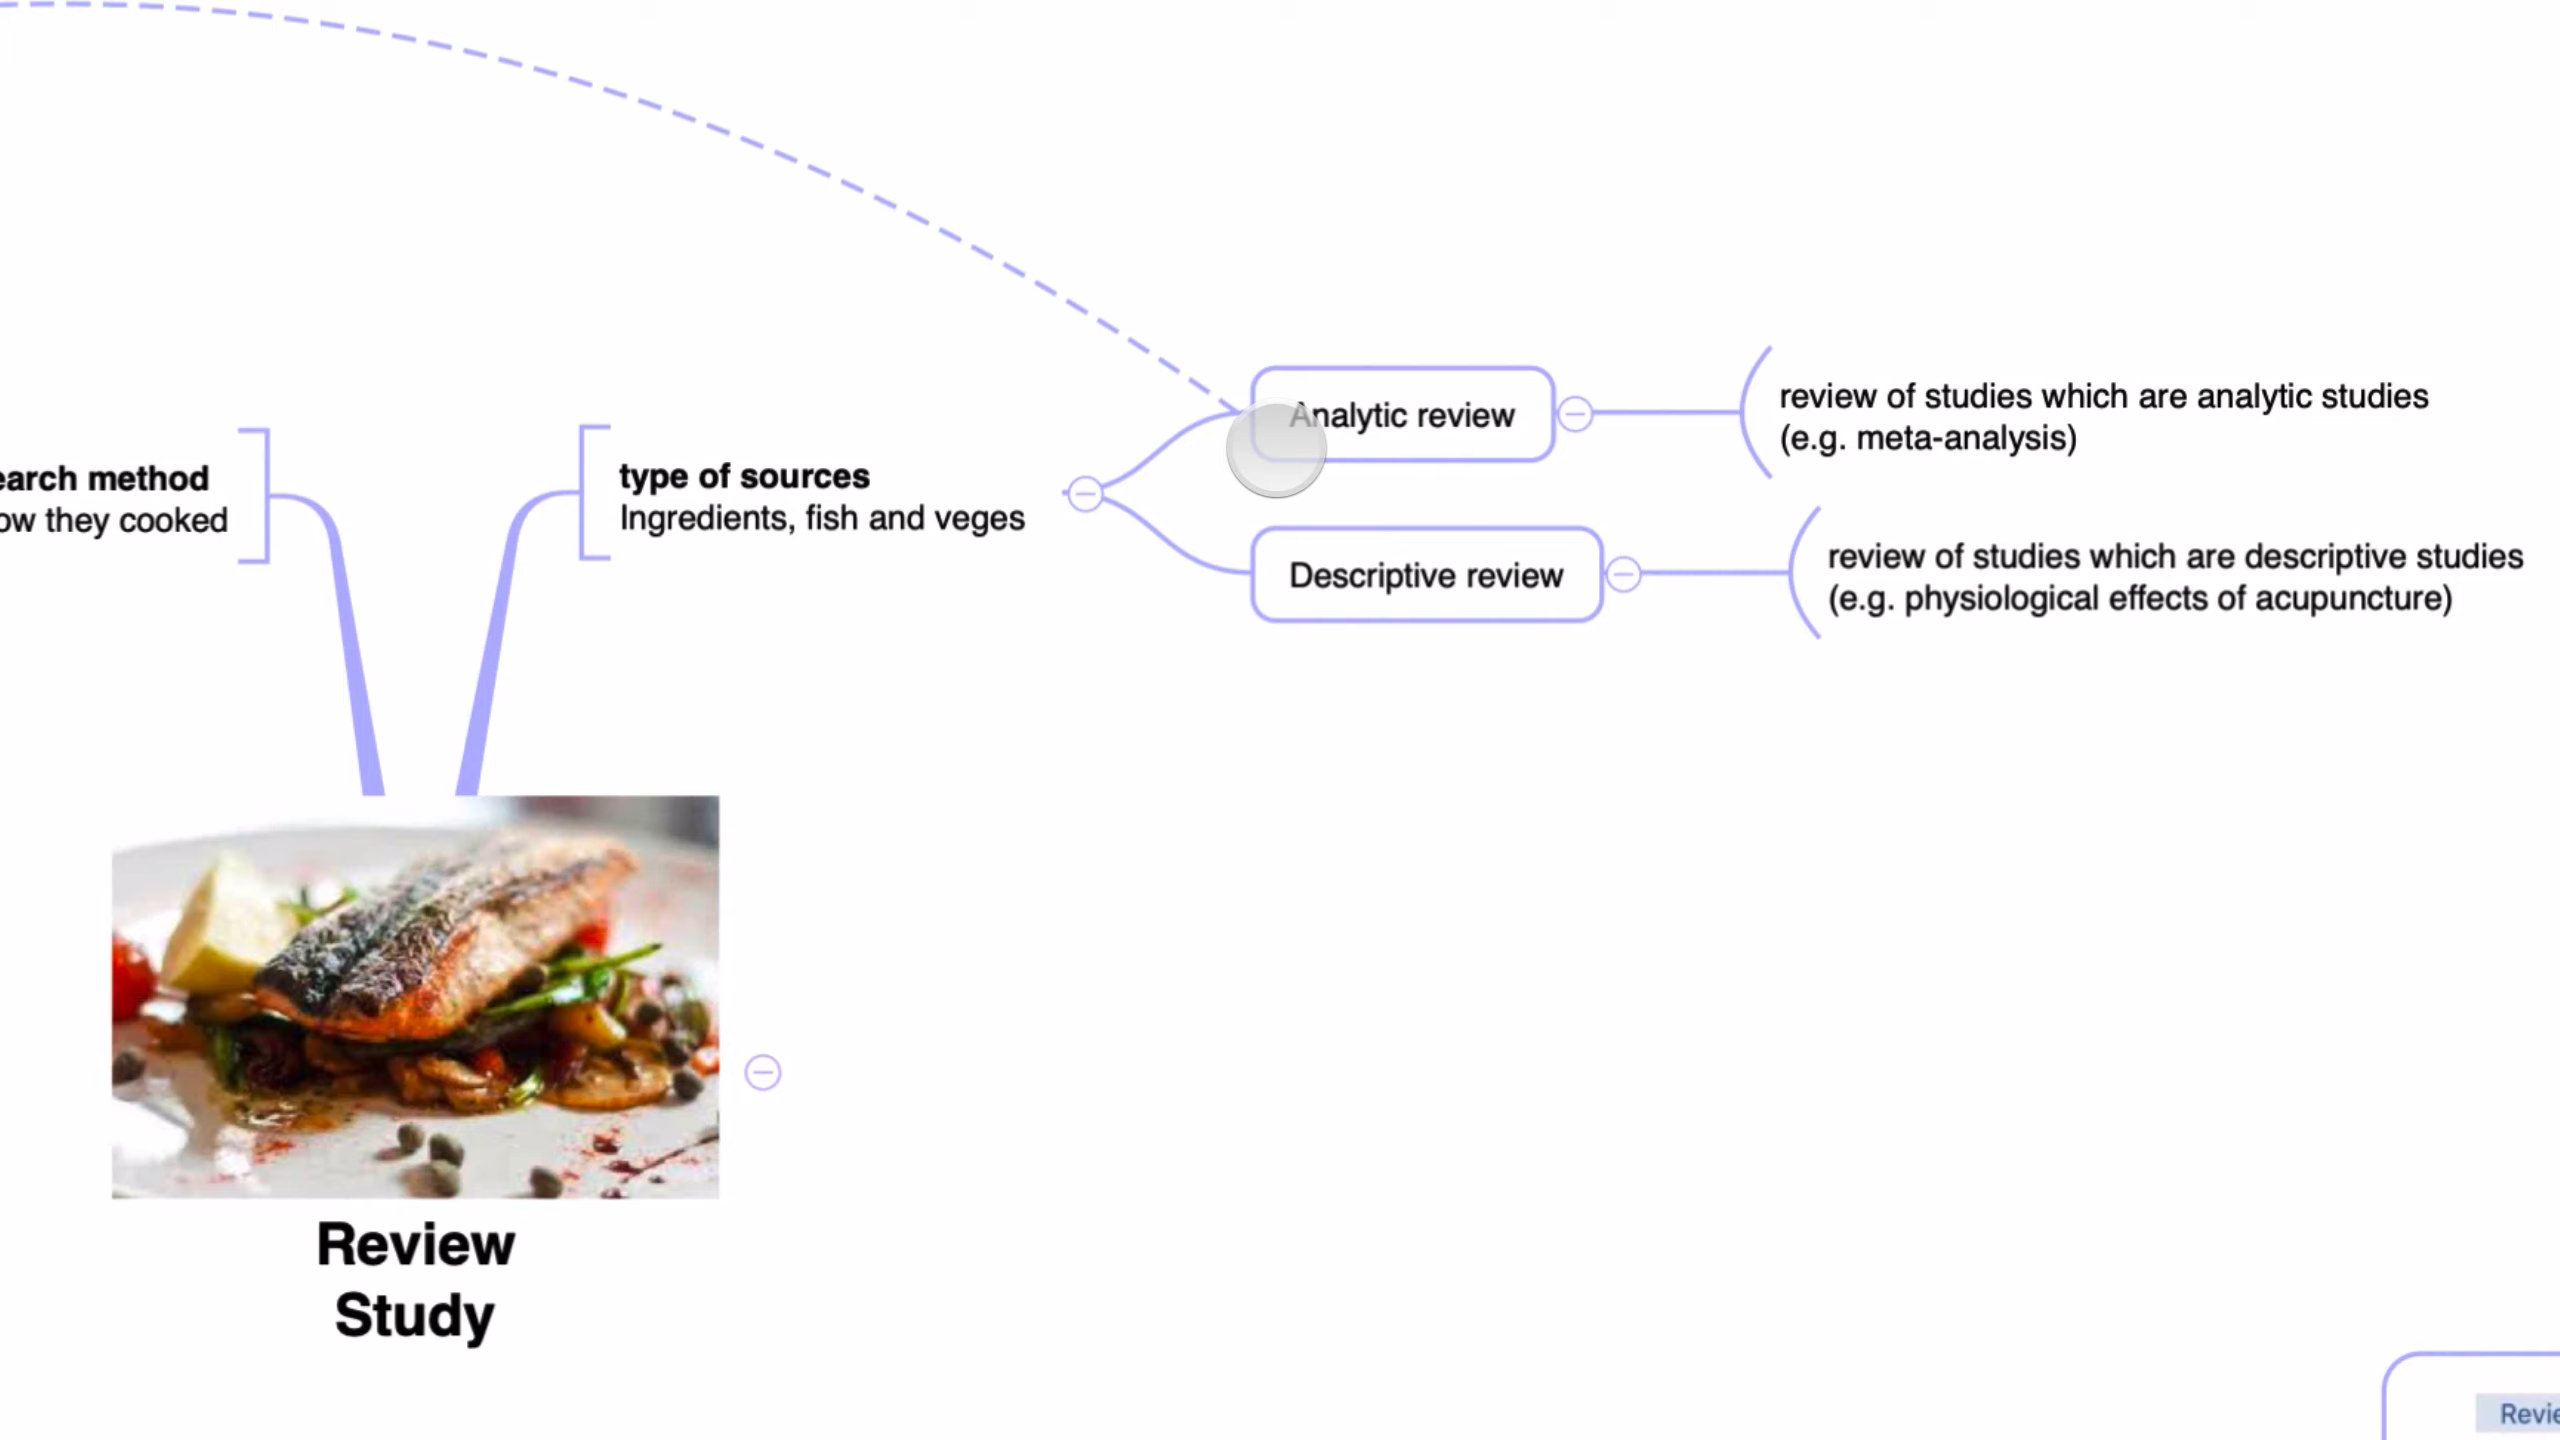 earch method
ow they cooked
type of sources
Ingredients, fish and veges
Analytic review
review of studies which are analytic studies
(e.g. meta-analysis)
Descriptive review
review of studies which are descriptive studies
(e.g. physiological effects of acupuncture)
Review
Study
Revie